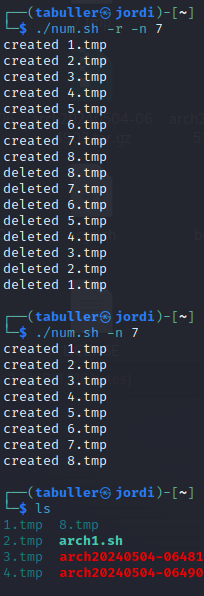 ┌──(tabuller㉿jordi)-[~]
└─$ ./num.sh -r -n 7
created 1.tmp
created 2.tmp
created 3.tmp
created 4.tmp
created 5.tmp
created 6.tmp
created 7.tmp
created 8.tmp
deleted 8.tmp
deleted 7.tmp
deleted 6.tmp
deleted 5.tmp
deleted 4.tmp
deleted 3.tmp
deleted 2.tmp
deleted 1.tmp
┌──(tabuller㉿jordi)-[~]
└─$ ./num.sh -n 7
created 1.tmp
created 2.tmp
created 3.tmp
created 4.tmp
created 5.tmp
created 6.tmp
created 7.tmp
created 8.tmp
┌──(tabuller㉿jordi)-[~]
└─$ ls
1.tmp 8.tmp
2.tmp arch1.sh
3.tmp arch20240504-06481
4.tmp arch20240504-06490